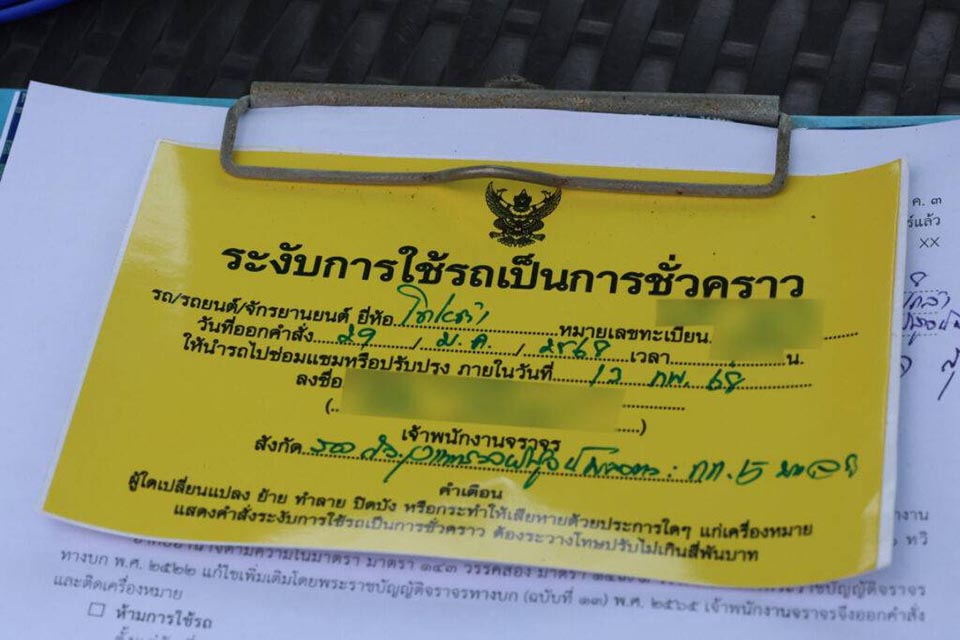 ระงับการใช้รถเป็นการชั่วคราว
รถ/รถยนต์/จักรยานยนต์ ยี่ห้อ โตโยต้า หมายเลขทะเบียน
วันที่ออกคำสั่ง 29 / ม.ค. / 2568 เวลา น.
ให้นำรถไปซ่อมแซมหรือปรับปรุง ภายในวันที่ 12 กพ. 68
ลงชื่อ
(.. )
เจ้าพนักงานจราจร
สังกัด รอง
คำเตือน
ผู้ใดเปลี่ยนแปลง ย้าย ทำลาย ปิดบัง หรือกระทำให้เสียหายด้วยประการใดๆ แก่เครื่องหมาย
แสดงคำสั่งระงับการใช้รถเป็นการชั่วคราว ต้องระวางโทษปรับไม่เกินสี่พันบาท
ค. ๓
ร์แล้ว
XX
ทางบก พ.ศ. ๒๕๒๒ แก้ไขเพิ่มเติมโดยพระราชบัญญัติจราจรทางบก (ฉบับที่ ๑๓) พ.ศ. ๒๕๖๕ เจ้าพนักงานจราจรจึงออกคำสั่ง
และติดเครื่องหมาย
ห้ามการใช้รถ